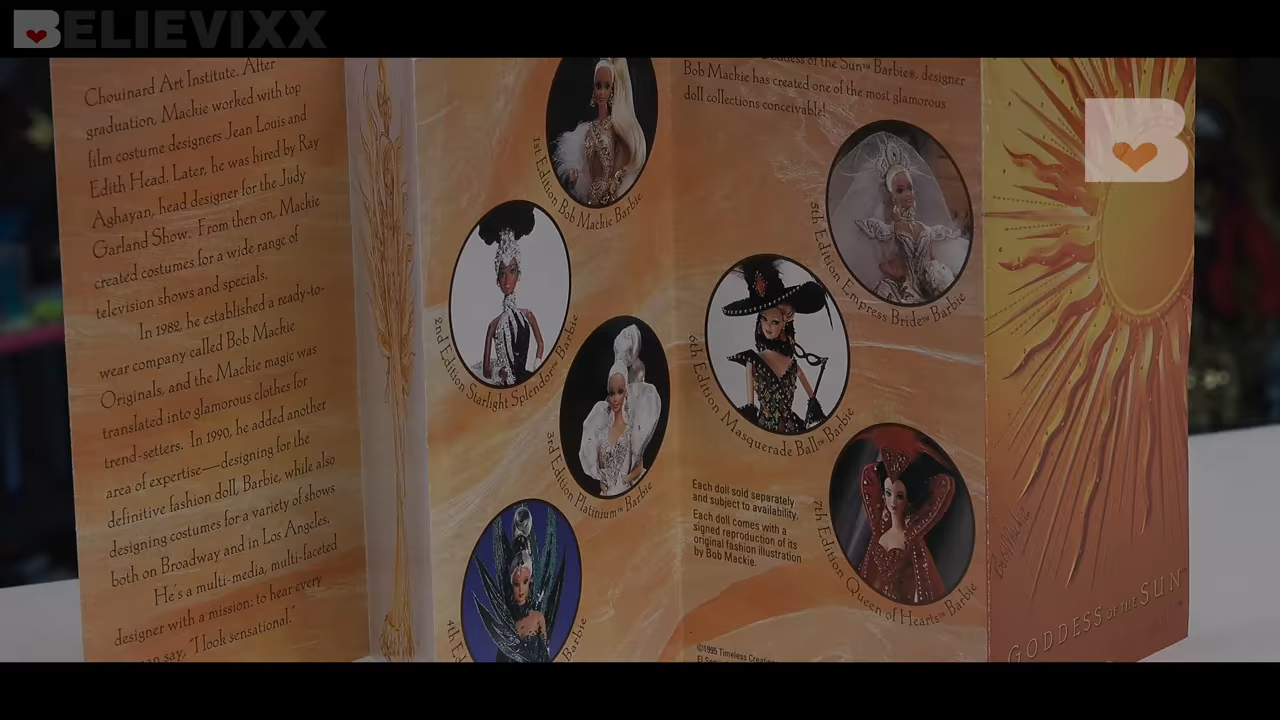 BELIEVIXX
Chouinard Art Institute. After
graduation, Mackie worked with top
film costume designers Jean Louis and
Edith Head. Later, he was hired by Ray
Aghayan, head designer for the Judy
Garland Show. From then on, Mackie
created costumes for a wide range of
television shows and specials.
In 1982, he established a ready-to-
wear company called Bob Mackie
Originals, and the Mackie magic was
translated into glamorous clothes for
trend-setters. In 1990, he added another
area of expertise—designing for the
definitive fashion doll, Barbie, while also
designing costumes for a variety of shows
both on Broadway and in Los Angeles.
He's a multi-media, multi-faceted
designer with a mission: to hear every
say, "I look sensational."
1st Edition Bob Mackie Barbie
2nd Edition Starlight Splendor™ Barbie
3rd Edition Platinium™ Barbie
4th Ed
Barbie
of the Sun™ Barbie®, designer
Bob Mackie has created one of the most glamorous
doll collections conceivable!
5th Edition Empress Bride™ Barbie
6th Edition Masquerade Ball™ Barbie
7th Edition Queen of Hearts™ Barbie
Each doll sold separately
and subject to availability.
Each doll comes with a
signed reproduction of its
original fashion illustration
by Bob Mackie.
©1995 Timeless
El
B
Bob Mackie
GODDESS OF THE SUN™